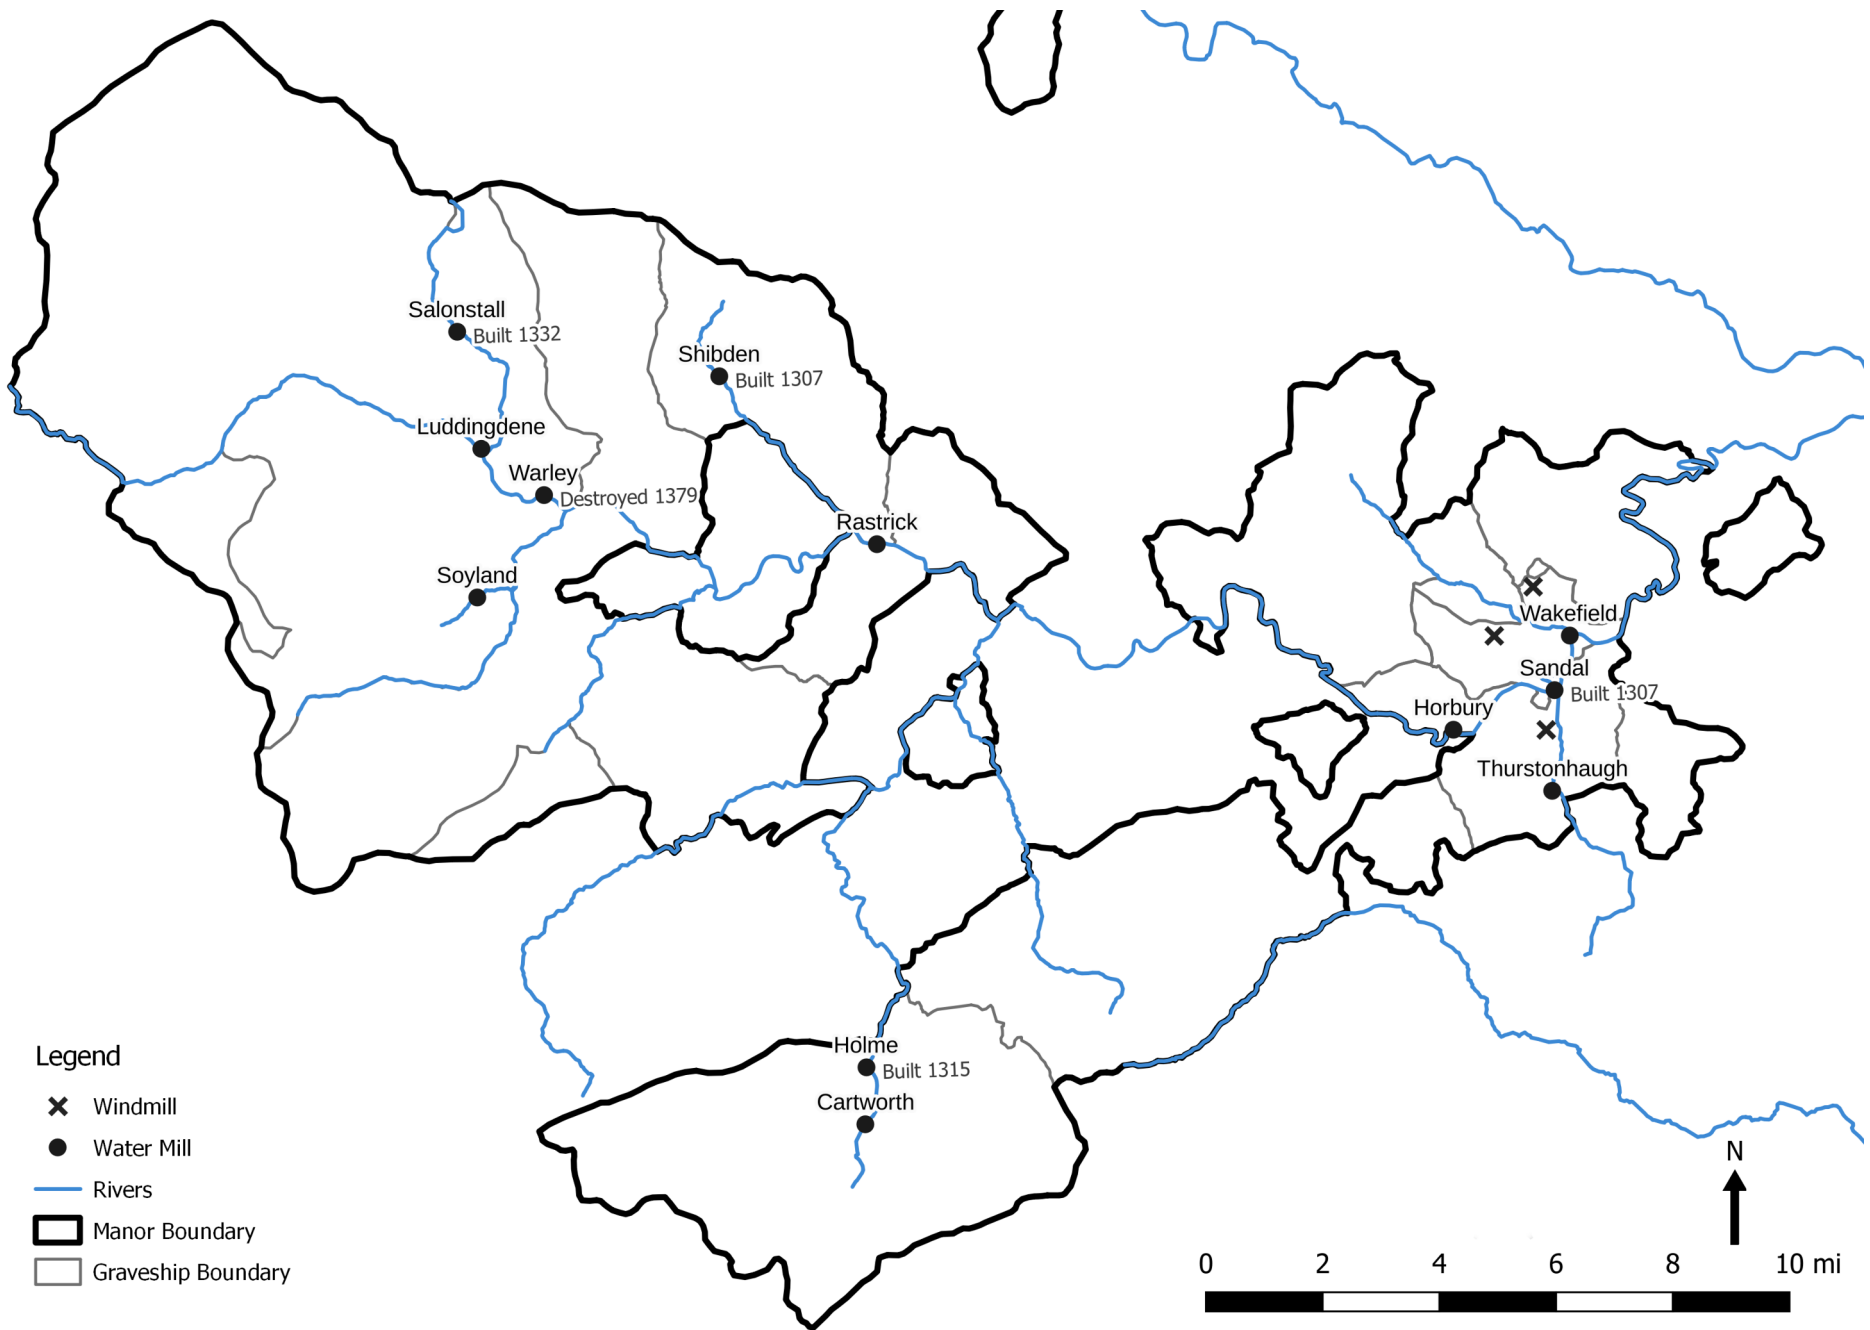 Salonstall
Built 1332
Shibden
Built 1307
Luddingdene
Warley
Destroyed 1379
Rastrick
Soyland
Wakefield
Sandal
Built 1307
Horbury
Thurstonhaugh
Holme
Built 1315
Cartworth
Legend
Windmill
Water Mill
Rivers
Manor Boundary
Graveship Boundary
N
0 2 4 6 8 10 mi